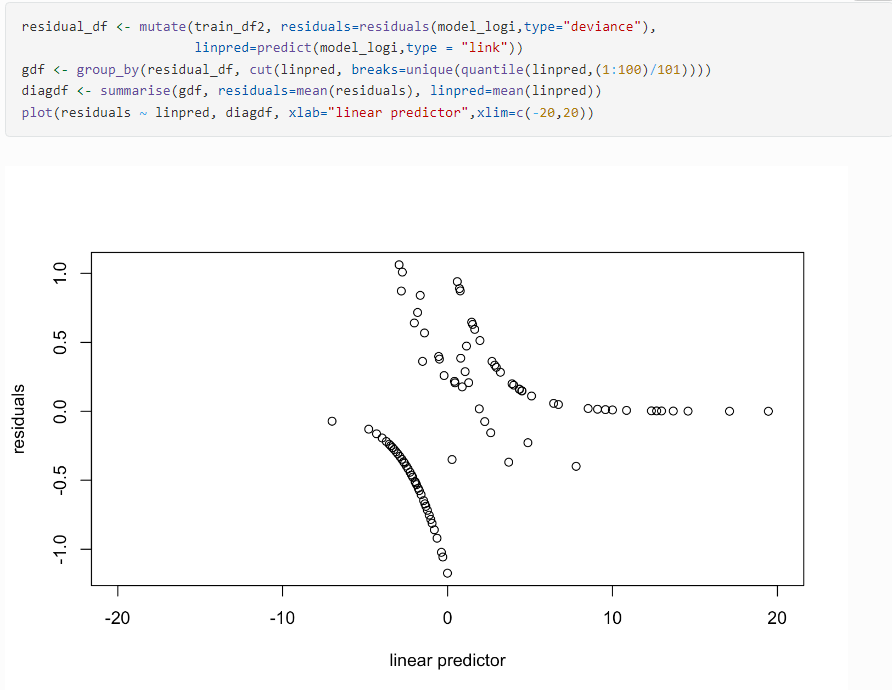 residual_df <- mutate(train_df2, residuals=residuals(model_logi,type="deviance"),
linpred=predict(model_logi,type = "link"))
gdf <- group_by(residual_df, cut(linpred, breaks=unique(quantile(linpred,(1:100)/101))))
diagdf <- summarise(gdf, residuals=mean(residuals), linpred=mean(linpred))
plot(residuals ~ linpred, diagdf, xlab="linear predictor",xlim=c(-20,20))
1.0
0.5
0.0
-0.5
-1.0
residuals
-20 -10 0 10 20
linear predictor